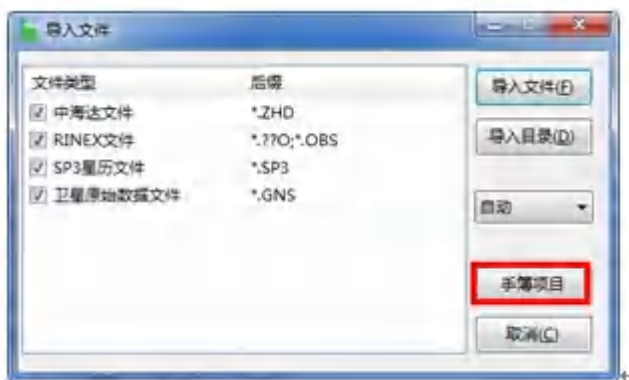 导入文件
文件类型 后缀
中海达文件 *.ZHD
RINEX文件 *.??O;*.OBS
SP3星历文件 *.SP3
卫星原始数据文件 *.GNS
导入文件(F)
导入目录(D)
自动
手簿项目
取消(C)